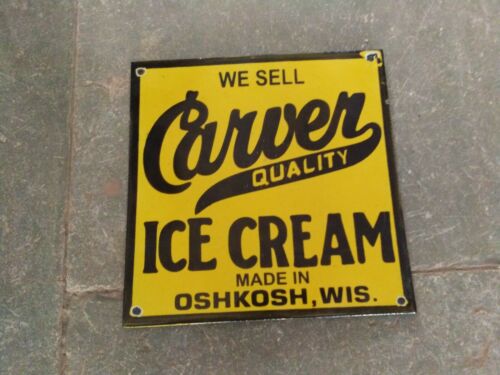 WE SELL
Carver
QUALITY
ICE CREAM
MADE IN
OSHKOSH, WIS.